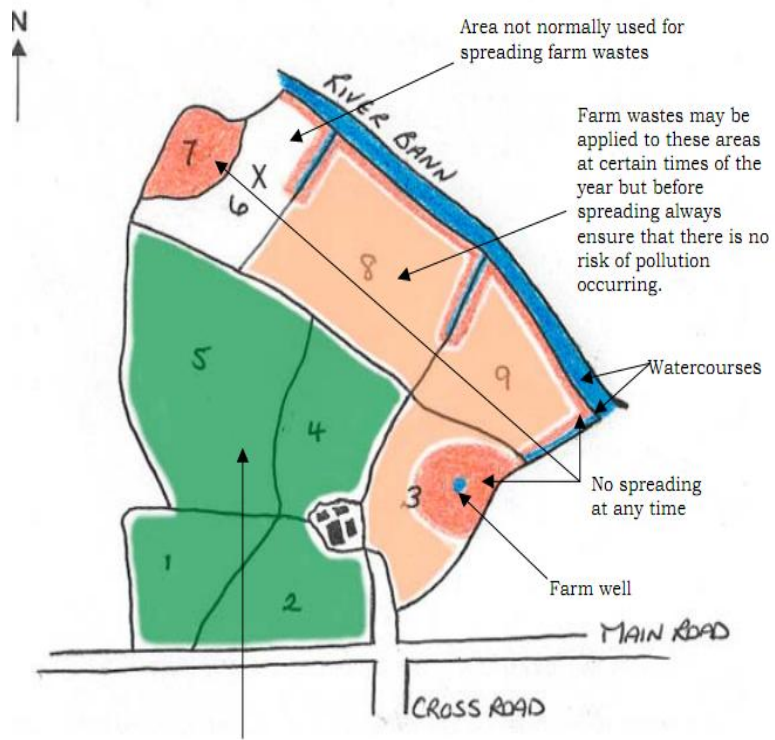 N
Area not normally used for
spreading farm wastes
RIVER BANN
Farm wastes may be
applied to these areas
at certain times of the
year but before
spreading always
ensure that there is no
risk of pollution
occurring.
7
X
6
8
5
9
Watercourses
4
3
No spreading
at any time
1
2
Farm well
MAIN ROAD
CROSS ROAD